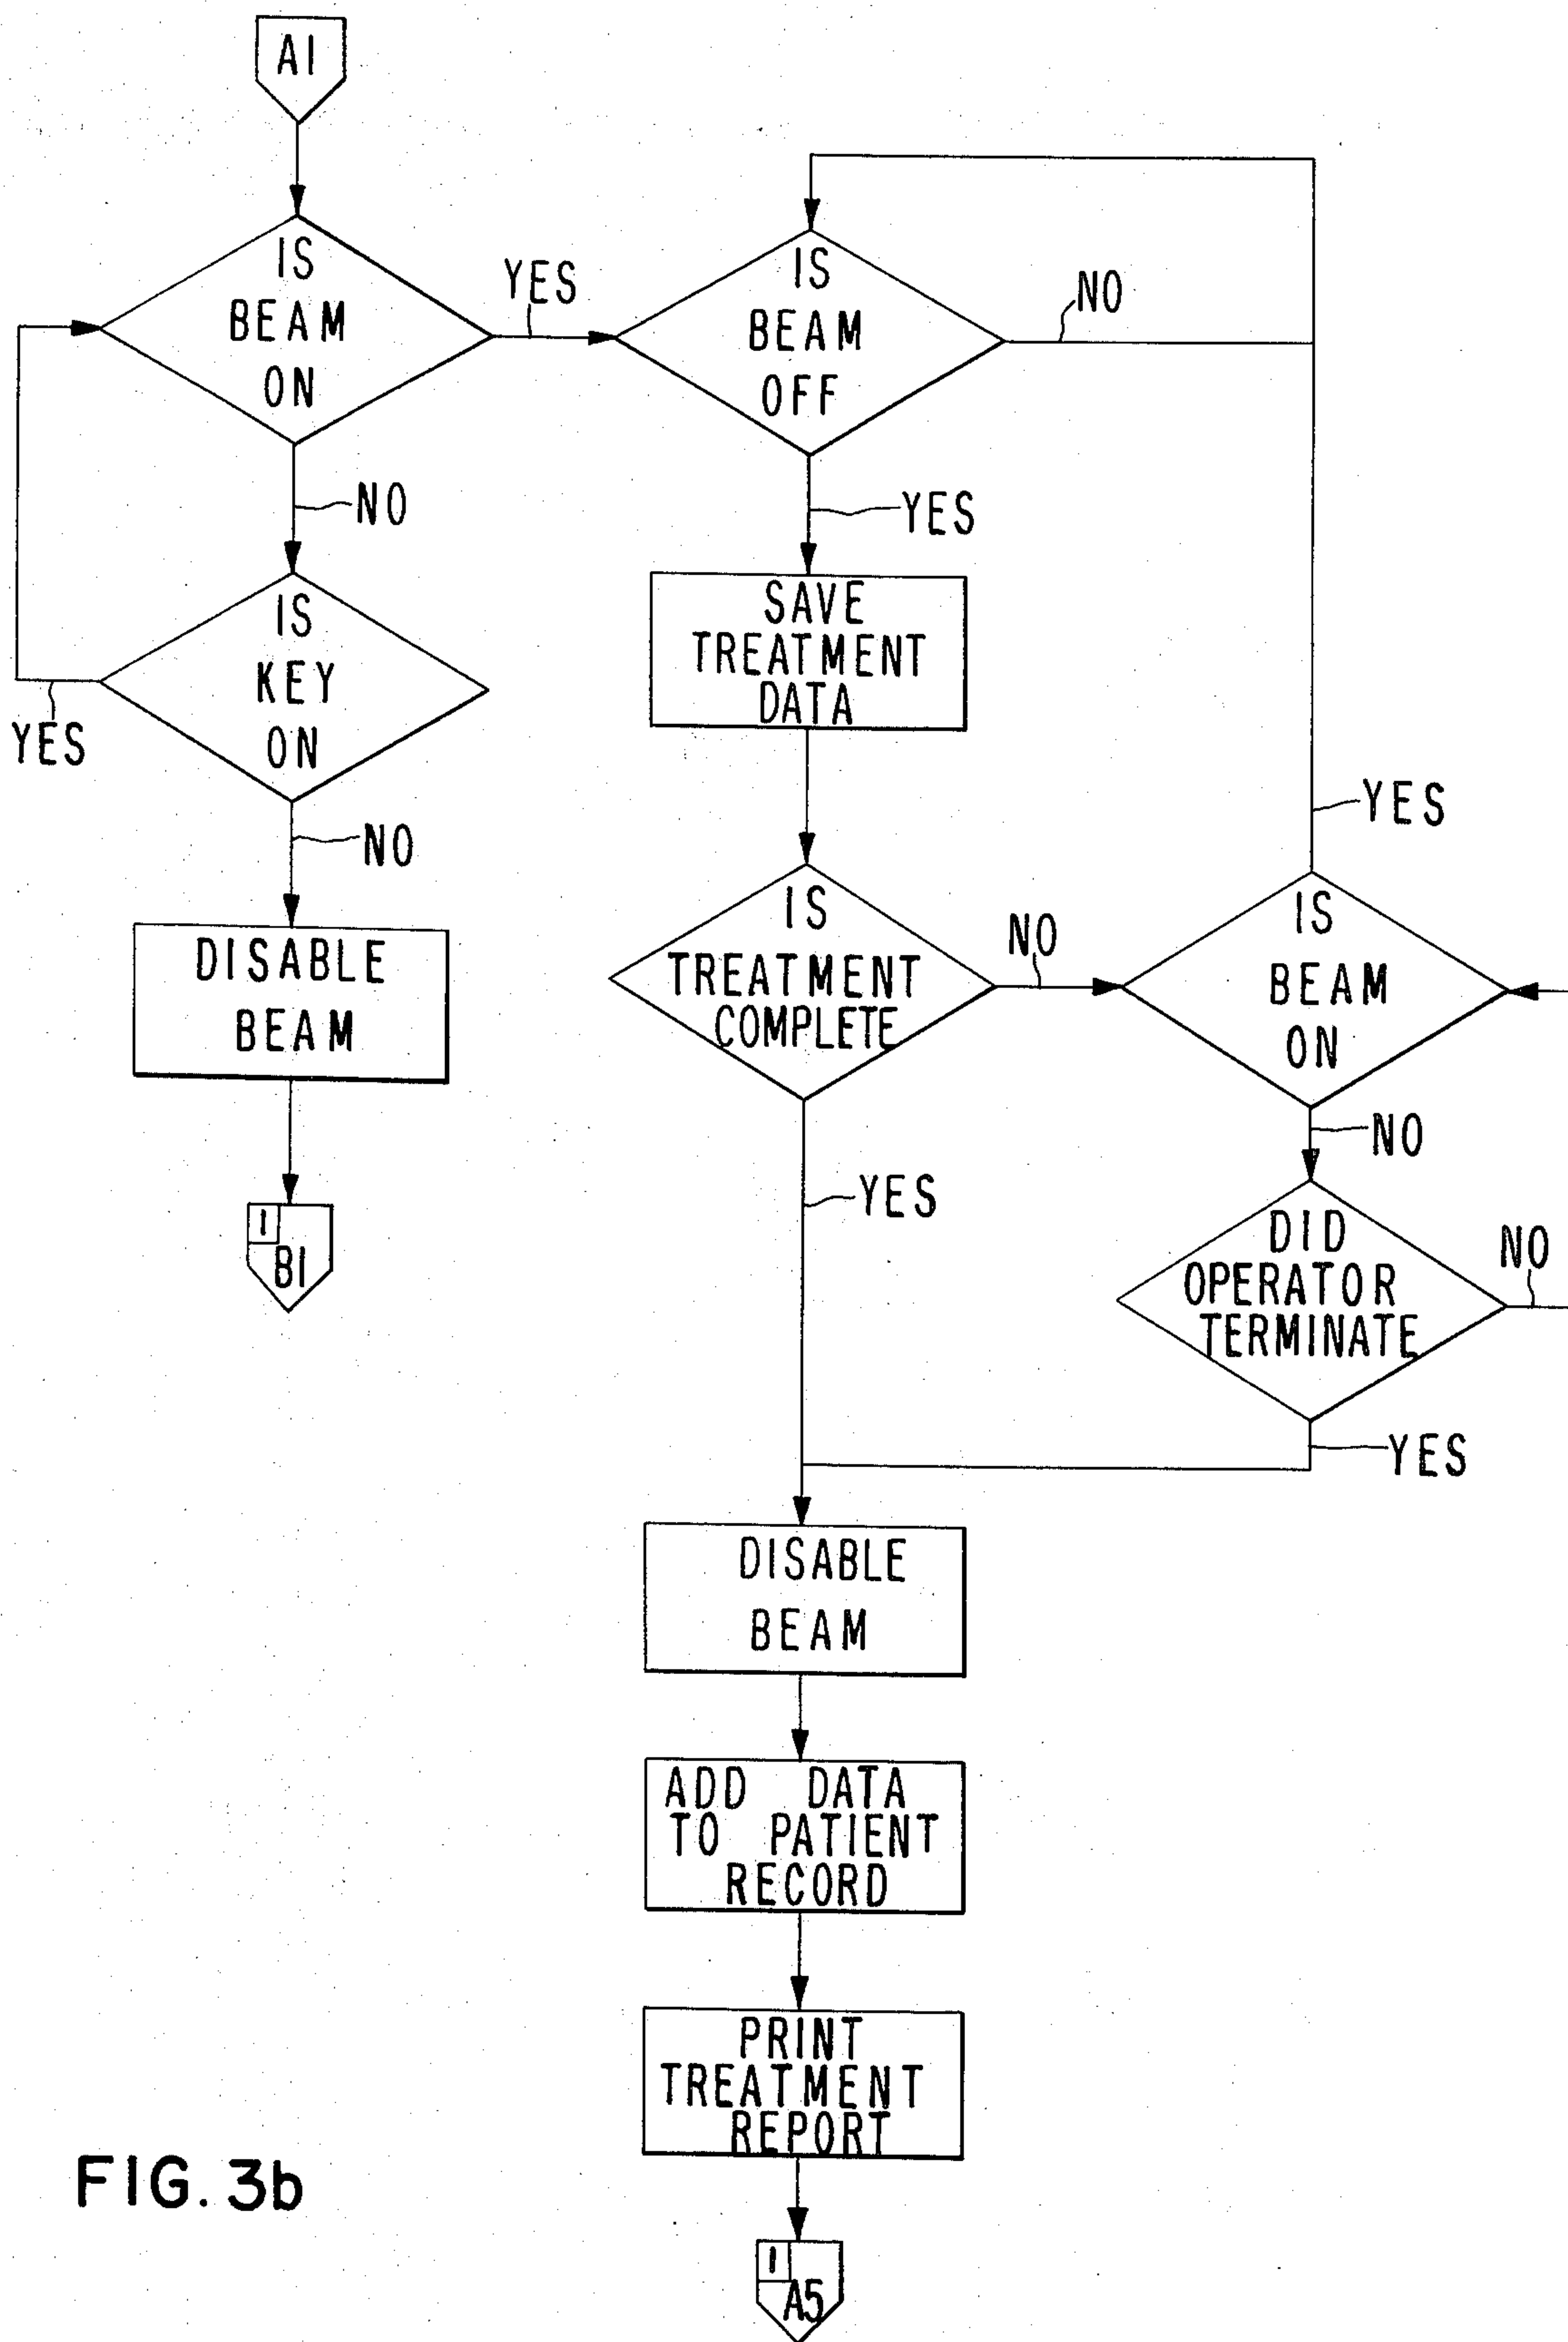 A1
IS
BEAM
ON
YES
NO
IS
KEY
ON
YES
NO
DISABLE
BEAM
1
B1
IS
BEAM
OFF
NO
YES
SAVE
TREATMENT
DATA
IS
TREATMENT
COMPLETE
NO
YES
IS
BEAM
ON
YES
NO
DID
OPERATOR
TERMINATE
NO
YES
DISABLE
BEAM
ADD DATA
TO PATIENT
RECORD
PRINT
TREATMENT
REPORT
1
A5
FIG. 3b